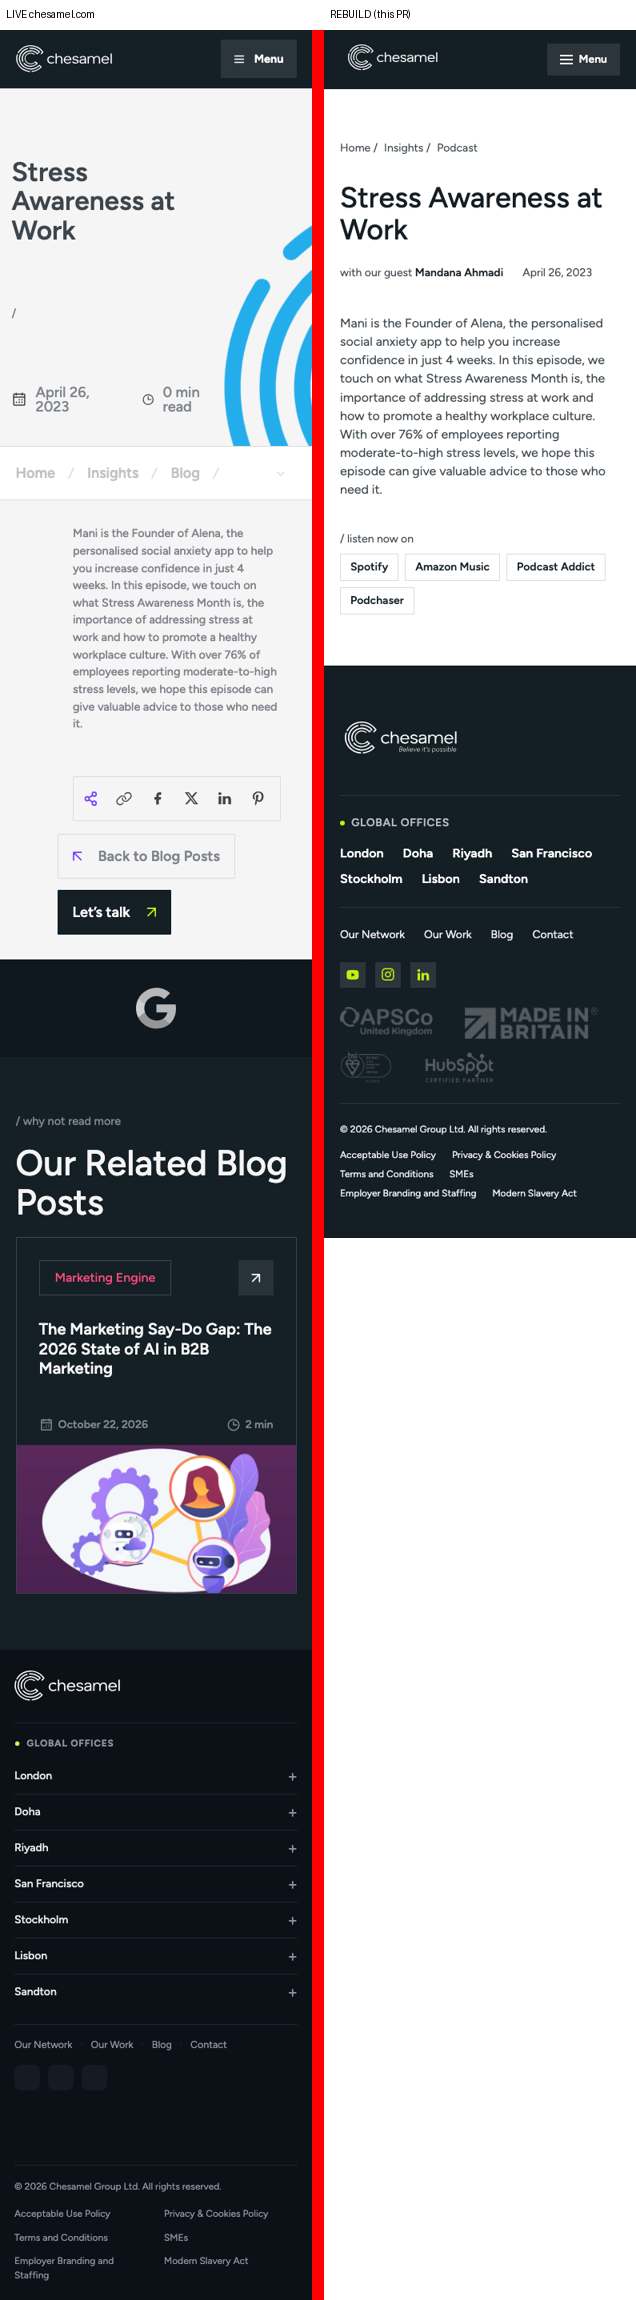 LIVE chesamel.com
chesamel
Menu
Stress
Awareness at
Work
/
April 26,
2023
0 min
read
Home / Insights / Blog /
Mani is the Founder of Alena, the
personalised social anxiety app to help
you increase confidence in just 4
weeks. In this episode, we touch on
what Stress Awareness Month is, the
importance of addressing stress at
work and how to promote a healthy
workplace culture. With over 76% of
employees reporting moderate-to-high
stress levels, we hope this episode can
give valuable advice to those who need
it.
Back to Blog Posts
Let's talk
G
/ why not read more
Our Related Blog
Posts
Marketing Engine
The Marketing Say-Do Gap: The
2026 State of AI in B2B
Marketing
October 22, 2026
2 min
chesamel
GLOBAL OFFICES
London +
Doha +
Riyadh +
San Francisco +
Stockholm +
Lisbon +
Sandton +
Our Network Our Work Blog Contact
© 2026 Chesamel Group Ltd. All rights reserved.
Acceptable Use Policy Privacy & Cookies Policy
Terms and Conditions SMEs
Employer Branding and
Staffing
Modern Slavery Act
REBUILD (this PR)
chesamel
Menu
Home / Insights / Podcast
Stress Awareness at
Work
with our guest Mandana Ahmadi April 26, 2023
Mani is the Founder of Alena, the personalised
social anxiety app to help you increase
confidence in just 4 weeks. In this episode, we
touch on what Stress Awareness Month is, the
importance of addressing stress at work and
how to promote a healthy workplace culture.
With over 76% of employees reporting
moderate-to-high stress levels, we hope this
episode can give valuable advice to those who
need it.
/ listen now on
Spotify Amazon Music Podcast Addict
Podchaser
chesamel
Believe it's possible
GLOBAL OFFICES
London Doha Riyadh San Francisco
Stockholm Lisbon Sandton
Our Network Our Work Blog Contact
APSCo
United Kingdom
MADE IN®
BRITAIN
HubSpot
CERTIFIED PARTNER
© 2026 Chesamel Group Ltd. All rights reserved.
Acceptable Use Policy Privacy & Cookies Policy
Terms and Conditions SMEs
Employer Branding and Staffing Modern Slavery Act